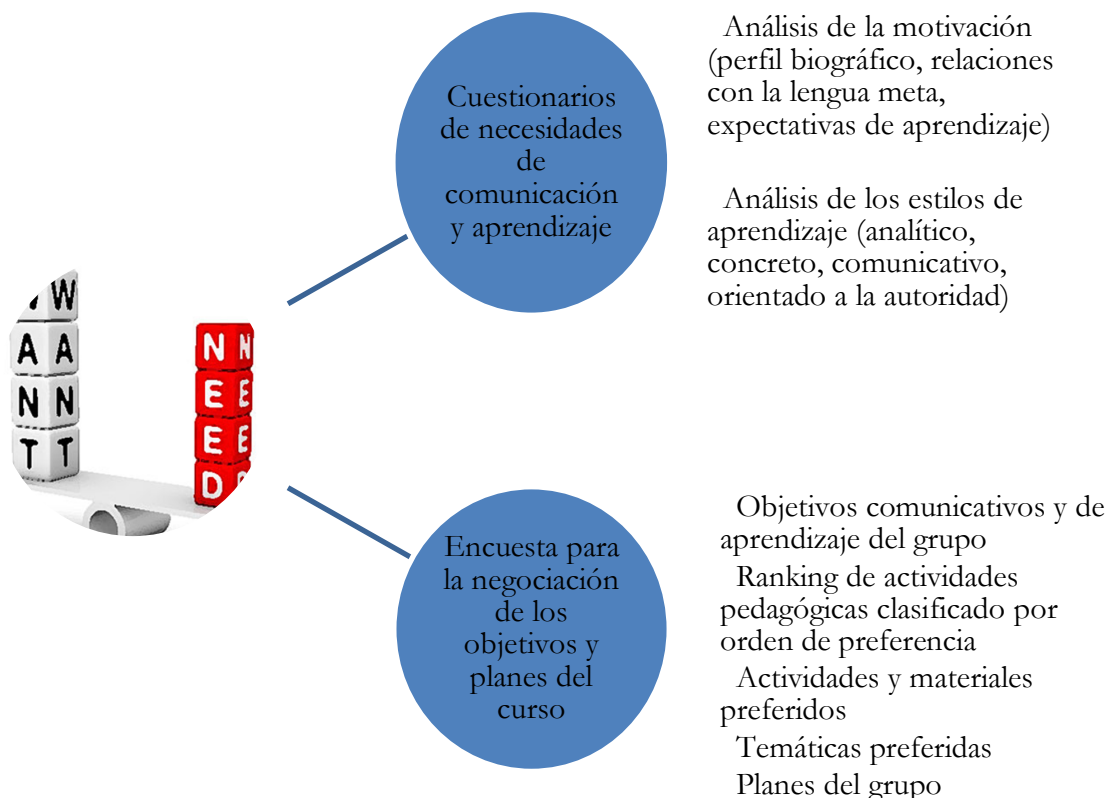 Cuestionarios
de necesidades
de
comunicación
y aprendizaje
Análisis de la motivación
(perfil biográfico, relaciones
con la lengua meta,
expectativas de aprendizaje)
Análisis de los estilos de
aprendizaje (analítico,
concreto, comunicativo,
orientado a la autoridad)
W
A A
N N
T T
N N
E E
E E
D D
Encuesta para
la negociación
de los
objetivos y
planes del
curso
Objetivos comunicativos y de
aprendizaje del grupo
Ranking de actividades
pedagógicas clasificado por
orden de preferencia
Actividades y materiales
preferidos
Temáticas preferidas
Planes del grupo